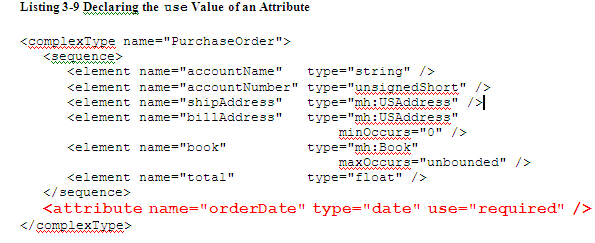 Listing 3-9 Declaring the use Value of an Attribute
<complexType name="PurchaseOrder">
<sequence>
<element name="accountName" type="string" />
<element name="accountNumber" type="unsignedShort" />
<element name="shipAddress" type="mh:USAddress" />
<element name="billAddress" type="mh:USAddress"
minOccurs="0" />
<element name="book" type="mh:Book"
maxOccurs="unbounded" />
<element name="total" type="float" />
</sequence>
<attribute name="orderDate" type="date" use="required" />
</complexType>